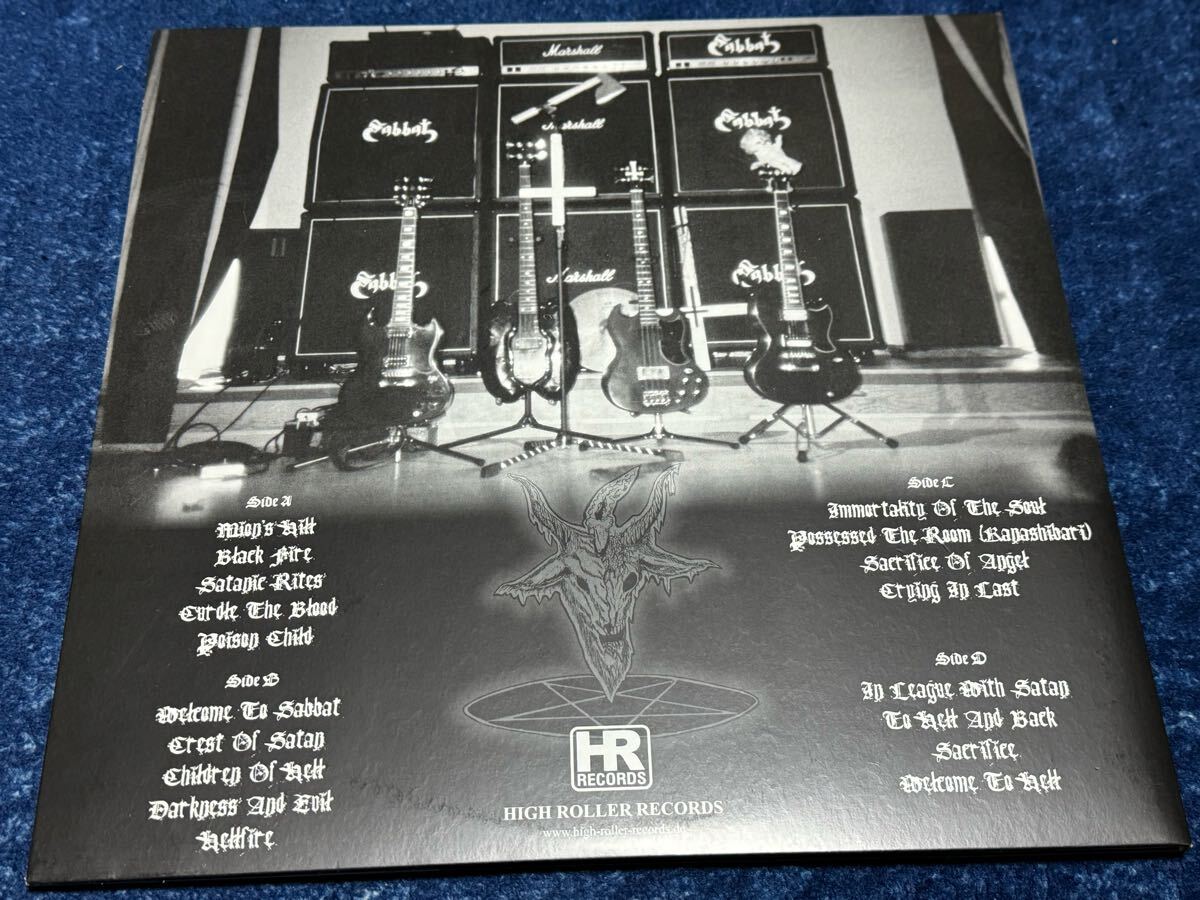 Marshall
Sabbat
Sabbat
Marshall
Sabbat
Sabbat
Marshall
Sabbat
Side A
Mion's Hill
Black Fire
Satanic Rites
Curdle The Blood
Poison Child
Side B
Welcome To Sabbat
Crest Of Satan
Children Of Hell
Darkness And Evil
Hellfire
Side C
Immortality Of The Soul
Possessed The Room (Kanashibari)
Sacrifice Of Angel
Crying In Last
Side D
In League With Satan
To Hell And Back
Sacrifice
Welcome To Hell
HR
RECORDS
HIGH ROLLER RECORDS
www.high-roller-records.de